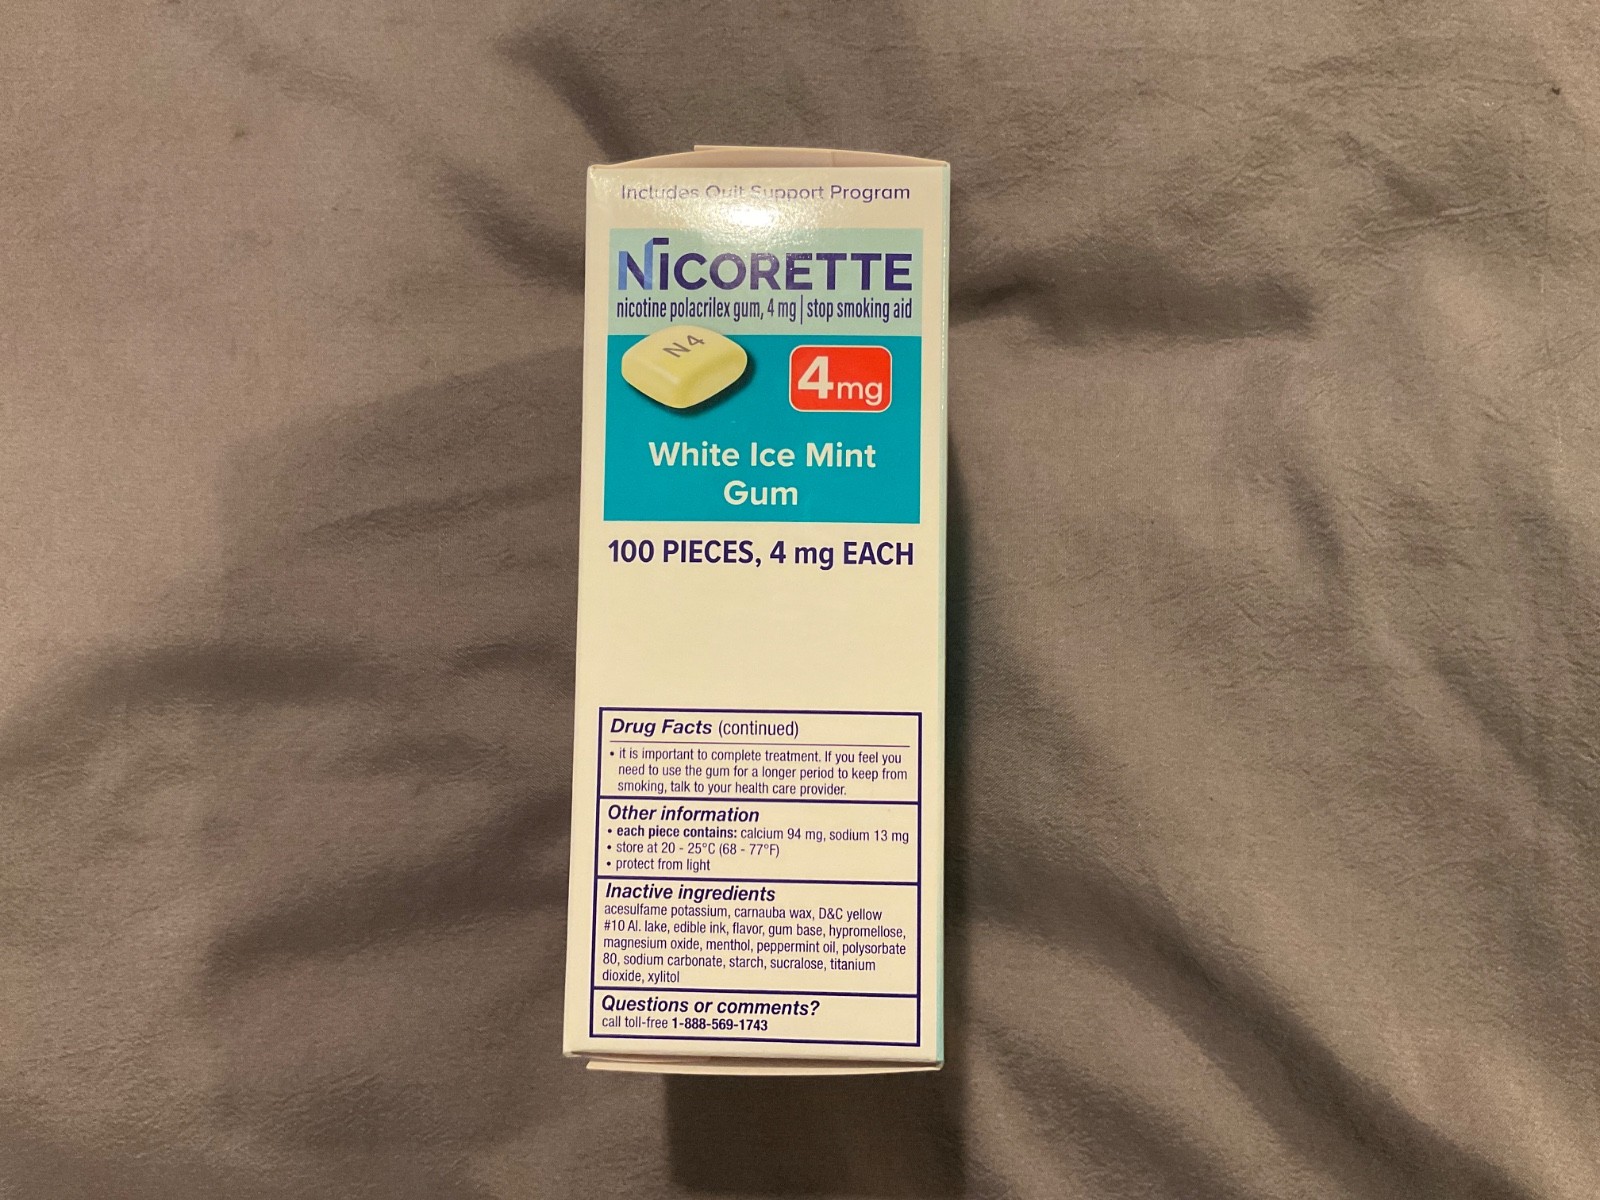 Includes Quit Support Program
NICORETTE
nicotine polacrilex gum, 4 mg | stop smoking aid
N4
4mg
White Ice Mint
Gum
100 PIECES, 4 mg EACH
Drug Facts (continued)
• it is important to complete treatment. If you feel you
need to use the gum for a longer period to keep from
smoking, talk to your health care provider.
Other information
• each piece contains: calcium 94 mg, sodium 13 mg
• store at 20 - 25°C (68 - 77°F)
• protect from light
Inactive ingredients
acesulfame potassium, carnauba wax, D&C yellow
#10 Al. lake, edible ink, flavor, gum base, hypromellose,
magnesium oxide, menthol, peppermint oil, polysorbate
80, sodium carbonate, starch, sucralose, titanium
dioxide, xylitol
Questions or comments?
call toll-free 1-888-569-1743